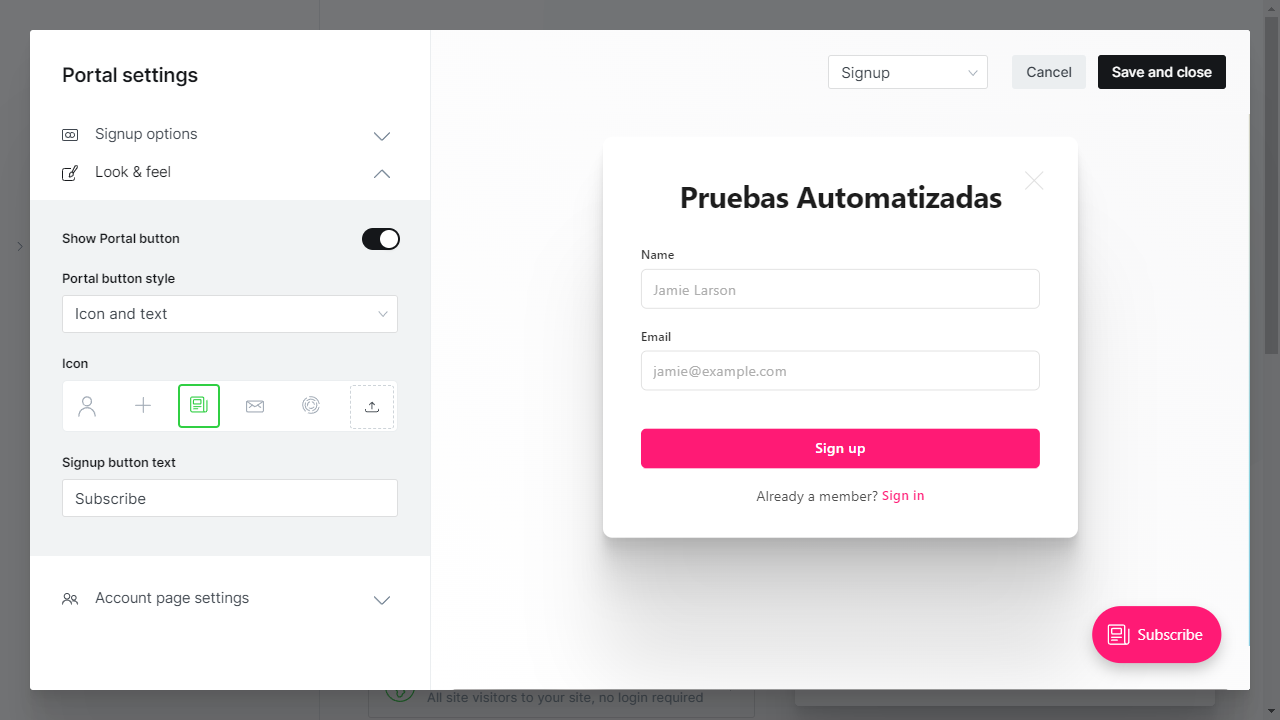 Portal settings
Signup options
Look & feel
Show Portal button
Portal button style
Icon and text
Icon
Signup button text
Subscribe
Account page settings
Signup
Cancel
Save and close
Pruebas Automatizadas
Name
Jamie Larson
Email
jamie@example.com
Sign up
Already a member? Sign in
Subscribe
All site visitors to your site, no login required